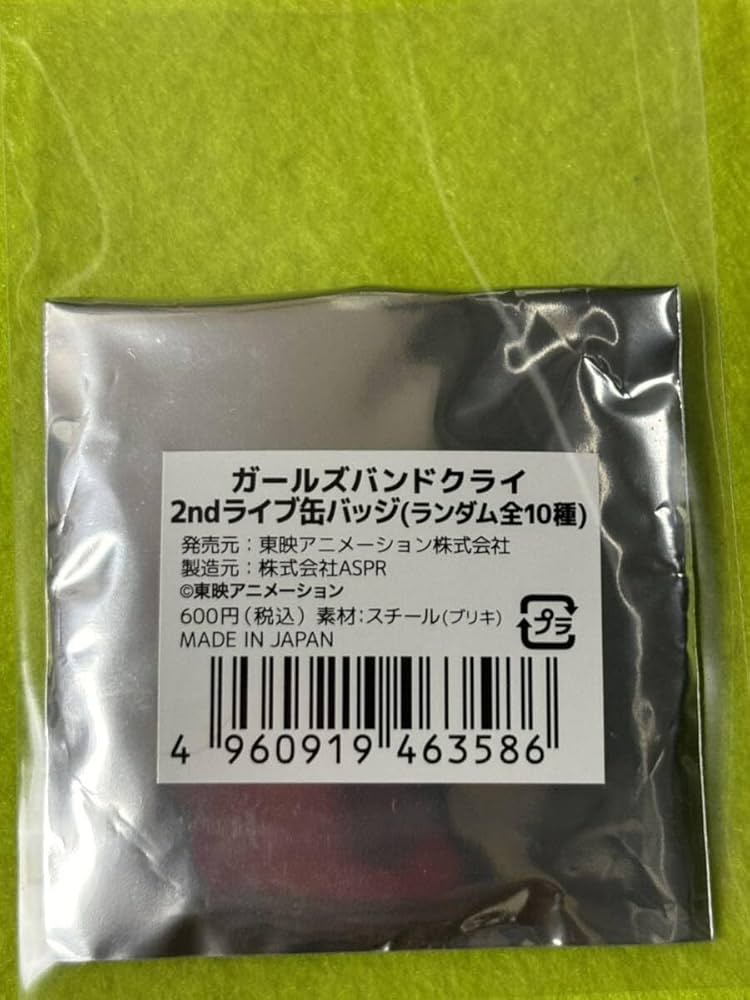 ガールズバンドクライ
2ndライブ缶バッジ(ランダム全10種)
発売元：東映アニメーション株式会社
製造元：株式会社ASPR
©東映アニメーション
600円（税込）素材：スチール（ブリキ）
プラ
MADE IN JAPAN
4 960919 463586